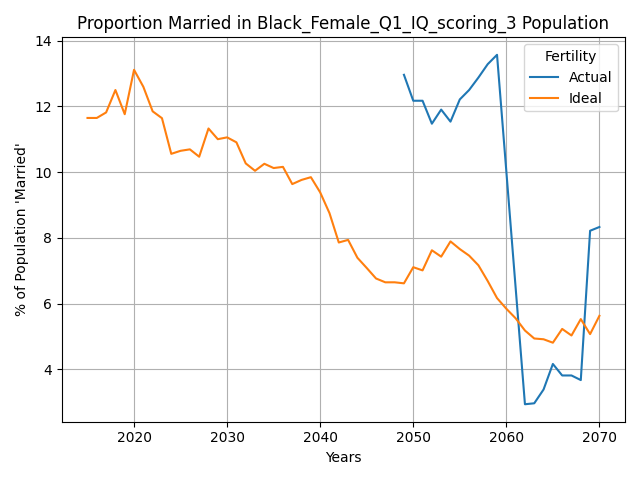 Proportion Married in Black_Female_Q1_IQ_scoring_3 Population
% of Population 'Married'
14
12
10
8
6
4
Fertility
Actual
Ideal
2020 2030 2040 2050 2060 2070
Years